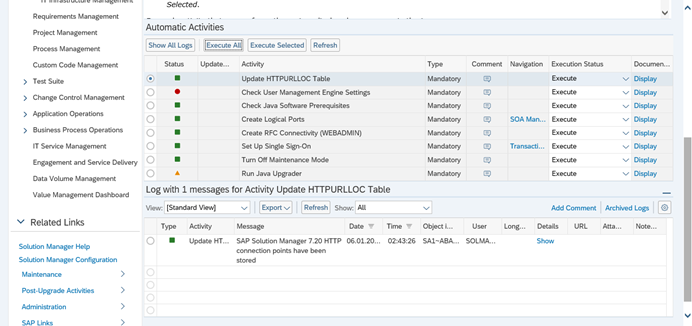 Selected.
IT Infrastructure Management
Requirements Management
Project Management
Process Management
Custom Code Management
Test Suite
Change Control Management
Application Operations
Business Process Operations
IT Service Management
Engagement and Service Delivery
Data Volume Management
Value Management Dashboard
Related Links
Solution Manager Help
Solution Manager Configuration
Maintenance
Post-Upgrade Activities
Administration
SAP Links
Automatic Activities
Show All Logs Execute All Execute Selected Refresh
Status Update... Activity Type Comment Navigation Execution Status Documen...
Update HTTPURLLOC Table Mandatory Execute Display
Check User Management Engine Settings Mandatory Execute Display
Check Java Software Prerequisites Mandatory Execute Display
Create Logical Ports Mandatory SOA Man... Execute Display
Create RFC Connectivity (WEBADMIN) Mandatory Execute Display
Set Up Single Sign-On Mandatory Transacti... Execute Display
Turn Off Maintenance Mode Mandatory Execute Display
Run Java Upgrader Mandatory Execute Display
Log with 1 messages for Activity Update HTTPURLLOC Table
View: [Standard View] Export Refresh Show: All Add Comment Archived Logs
Type Activity Message Date Time Object i... User Long... Details URL Atta... Note...
Update HT... SAP Solution Manager 7.20 HTTP 06.01.20... 02:43:26 SA1~ABA... SOLMA... Show
connection points have been
stored